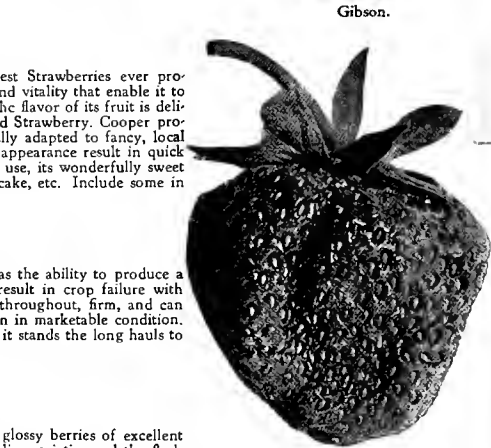 Gibson.
est Strawberries ever pro-
nd vitality that enable it to
he flavor of its fruit is deli-
d Strawberry. Cooper pro-
lly adapted to fancy, local
appearance result in quick
use, its wonderfully sweet
cake, etc. Include some in
as the ability to produce a
result in crop failure with
throughout, firm, and can
n in marketable condition.
it stands the long hauls to
glossy berries of excellent